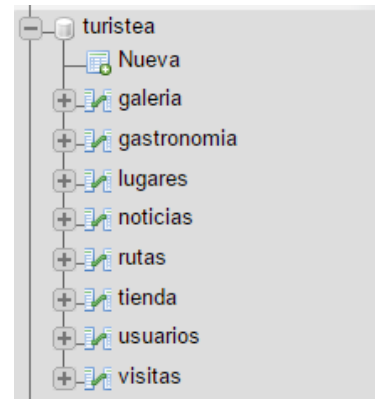 turistea
Nueva
galeria
gastronomia
lugares
noticias
rutas
tienda
usuarios
visitas